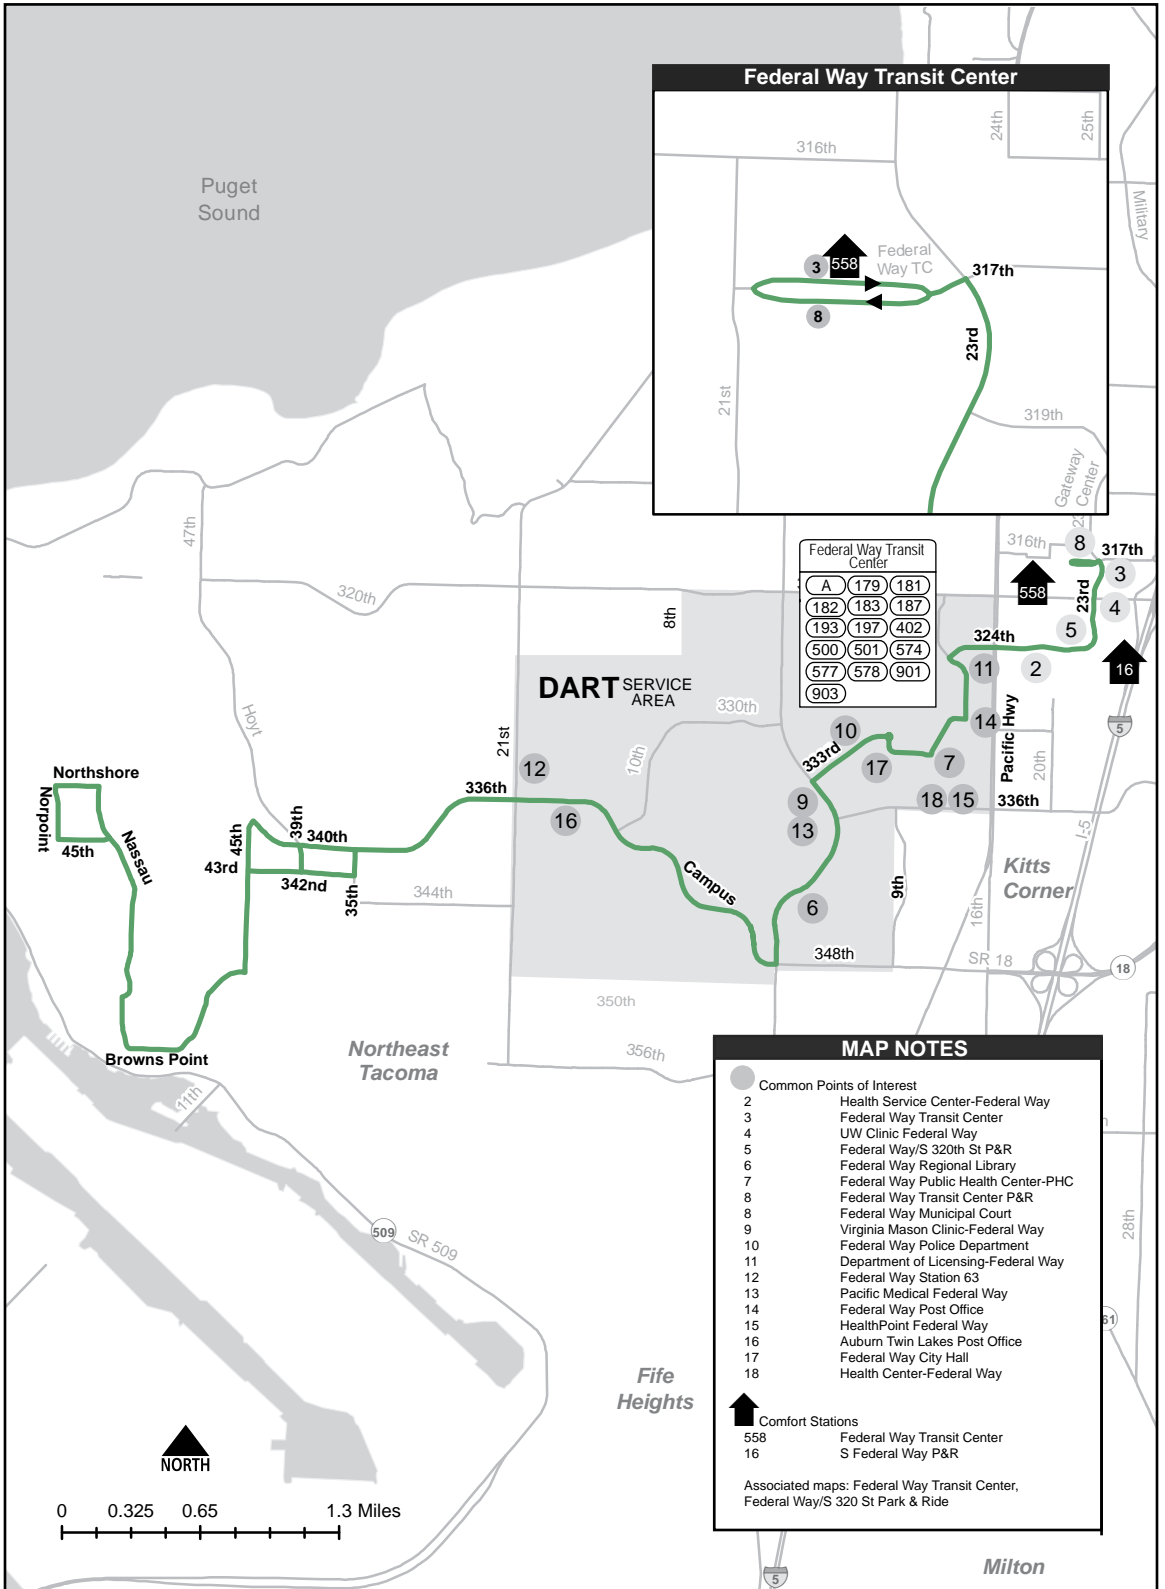 Federal Way Transit Center
24th
25th
316th
Puget
Sound
Military
Federal
Way TC
3
558
317th
8
23rd
21st
319th
Gateway
Center
47th
316th
8
317th
Federal Way Transit
Center
A 179 181
182 183 187
193 197 402
500 501 574
577 578 901
903
558
3
23rd
4
320th
8th
5
324th
DART SERVICE
AREA
11
2
16
330th
Hoyt
21st
10th
10
14
Pacific Hwy
5
333rd
12
17
7
20th
Northshore
336th
9
18
15
336th
Norpoint
16
13
I-5
45th
39th
340th
45th
Nassau
43rd
342nd
35th
344th
Campus
9th
Kitts
Corner
6
16th
348th
SR 18
18
350th
Browns Point
Northeast
Tacoma
356th
11th
MAP NOTES
Common Points of Interest
2 Health Service Center-Federal Way
3 Federal Way Transit Center
4 UW Clinic Federal Way
5 Federal Way/S 320th St P&R
6 Federal Way Regional Library
7 Federal Way Public Health Center-PHC
8 Federal Way Transit Center P&R
8 Federal Way Municipal Court
9 Virginia Mason Clinic-Federal Way
10 Federal Way Police Department
11 Department of Licensing-Federal Way
12 Federal Way Station 63
13 Pacific Medical Federal Way
14 Federal Way Post Office
15 HealthPoint Federal Way
16 Auburn Twin Lakes Post Office
17 Federal Way City Hall
18 Health Center-Federal Way
Comfort Stations
558 Federal Way Transit Center
16 S Federal Way P&R
Associated maps: Federal Way Transit Center,
Federal Way/S 320 St Park & Ride
28th
509
SR 509
61
Fife
Heights
NORTH
0 0.325 0.65 1.3 Miles
Milton
5